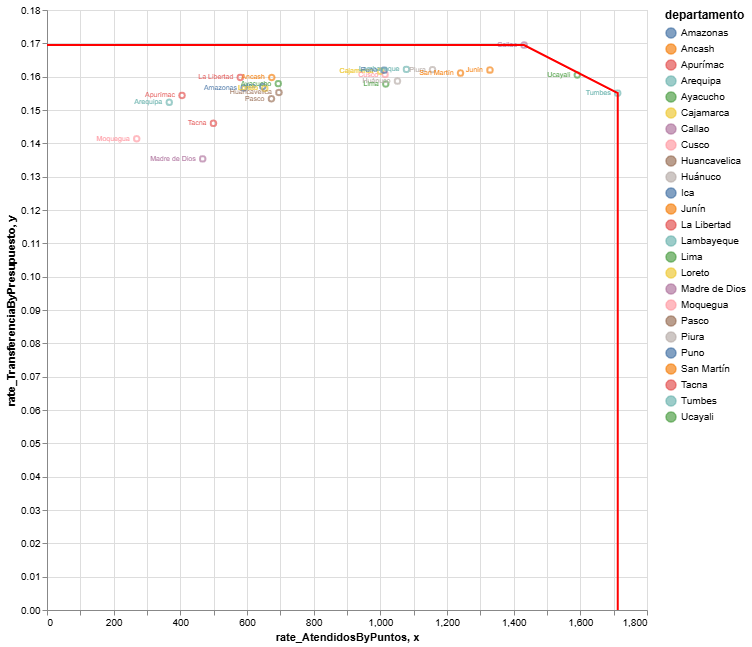 departamento
Amazonas
Ancash
Apurímac
Arequipa
Ayacucho
Cajamarca
Callao
Cusco
Huancavelica
Huánuco
Ica
Junín
La Libertad
Lambayeque
Lima
Loreto
Madre de Dios
Moquegua
Pasco
Piura
Puno
San Martín
Tacna
Tumbes
Ucayali
rate_TransferenciaByPresupuesto, y
0.18
0.17
0.16
0.15
0.14
0.13
0.12
0.11
0.10
0.09
0.08
0.07
0.06
0.05
0.04
0.03
0.02
0.01
0.00
Callao
La Libertad
Ancash
Piura
San Martín
Junín
Ucayali
Ayacucho
Amazonas
Huancavelica
Lima
Pasco
Apurímac
Arequipa
Tumbes
Tacna
Moquegua
Madre de Dios
0 200 400 600 800 1,000 1,200 1,400 1,600 1,800
rate_AtendidosByPuntos, x